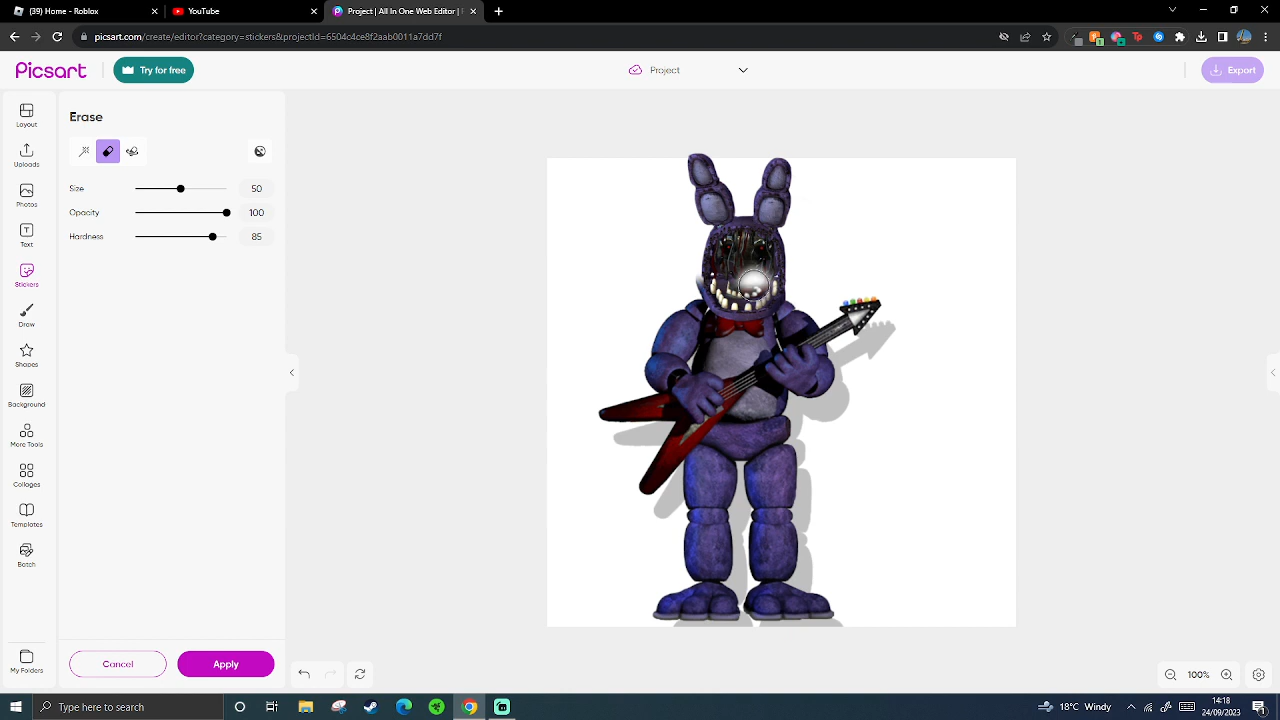 (39) Home - Roblox
YouTube
Project | All In One Web Editor |
picsart.com/create/editor?category=stickers&projectId=6504c4e8f2aab0011a7dd7f
Picsart
Try for free
Project
Export
Layout
Uploads
Photos
Text
Stickers
Draw
Shapes
Background
More Tools
Collages
Templates
Batch
My Folders
Erase
Size
50
Opacity
100
Hardness
85
Cancel
Apply
100%
Type here to search
18°C Windy
14:18
24/09/2023